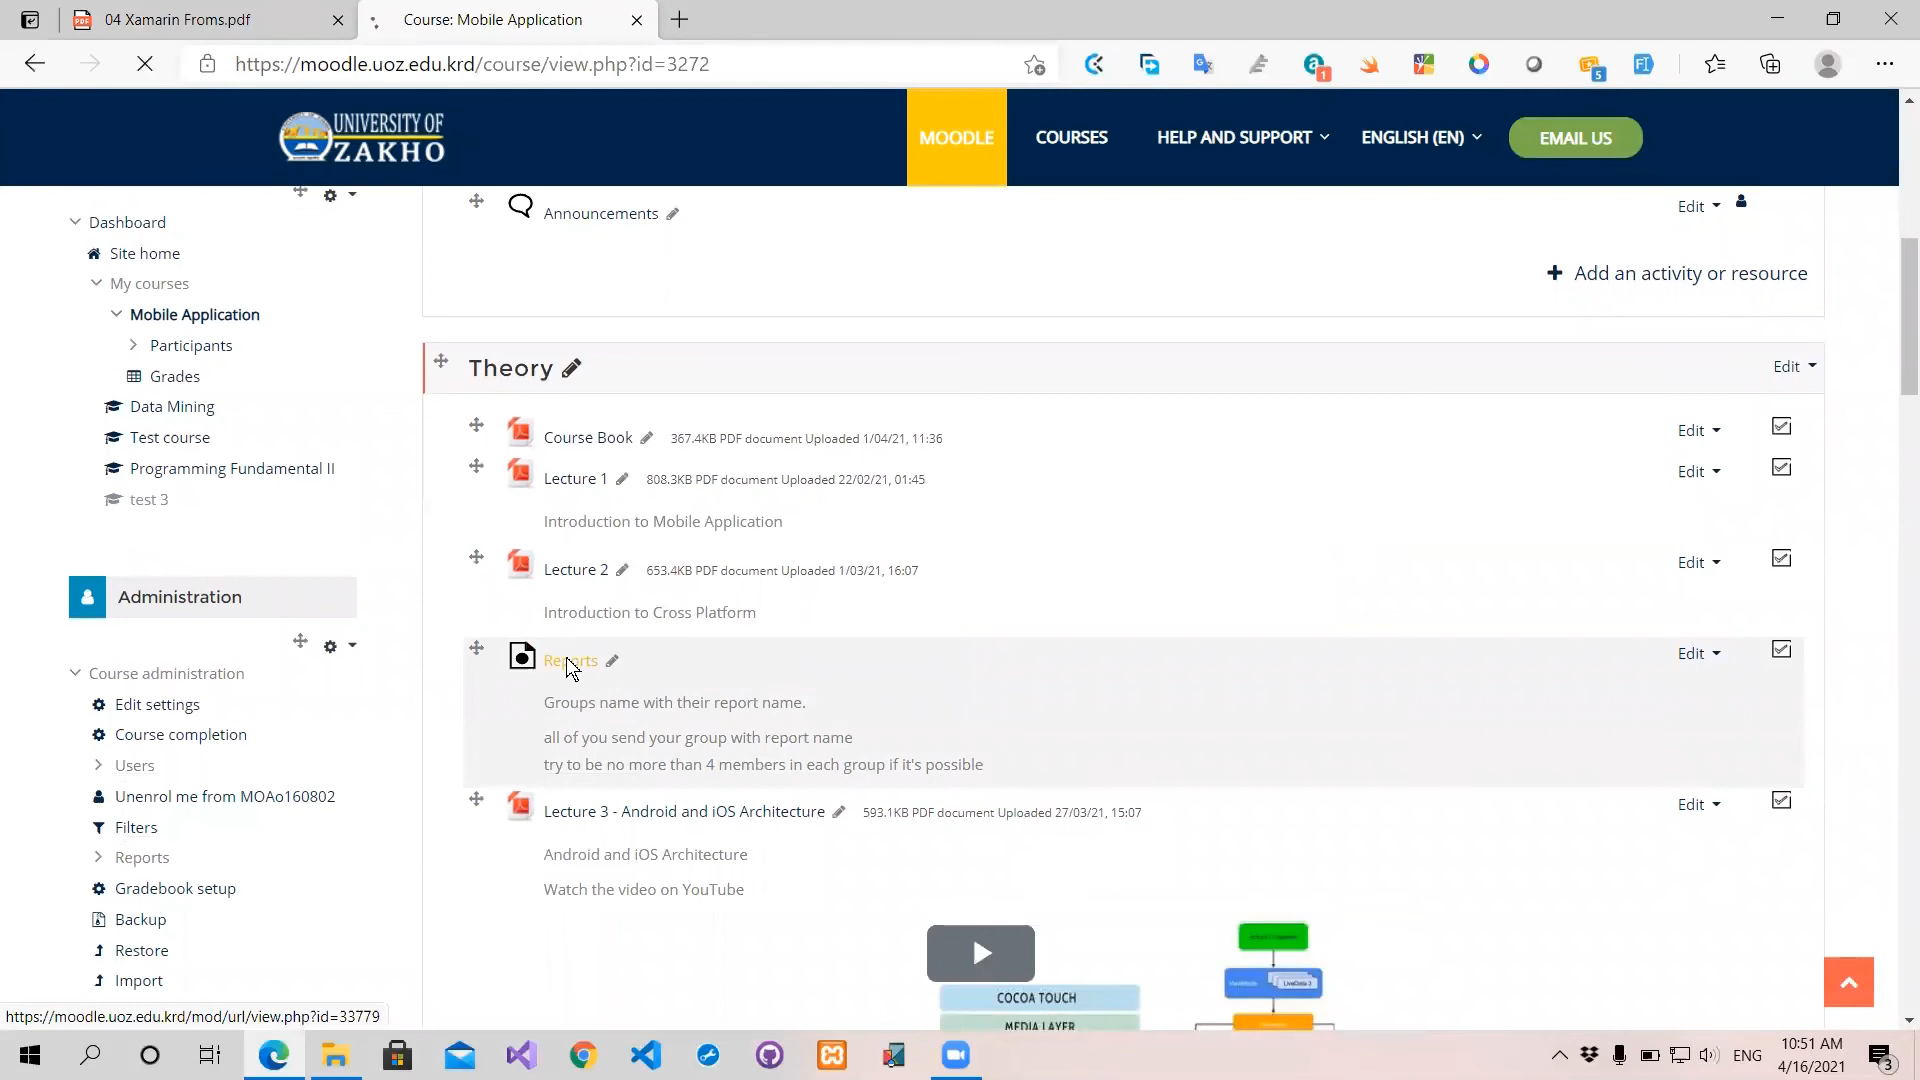 04 Xamarin Froms.pdf
Course: Mobile Application
https://moodle.uoz.edu.krd/course/view.php?id=3272
1
5
UNIVERSITY OF
ZAKHO
MOODLE
COURSES
HELP AND SUPPORT
ENGLISH (EN)
EMAIL US
Dashboard
Site home
My courses
Mobile Application
Participants
Grades
Data Mining
Test course
Programming Fundamental II
test 3
Administration
Course administration
Edit settings
Course completion
Users
Unenrol me from MOAo160802
Filters
Reports
Gradebook setup
Backup
Restore
Import
Announcements
Edit
Add an activity or resource
Theory
Edit
Course Book 367.4KB PDF document Uploaded 1/04/21, 11:36
Edit
Lecture 1 808.3KB PDF document Uploaded 22/02/21, 01:45
Edit
Introduction to Mobile Application
Lecture 2 653.4KB PDF document Uploaded 1/03/21, 16:07
Edit
Introduction to Cross Platform
Reports
Edit
Groups name with their report name.
all of you send your group with report name
try to be no more than 4 members in each group if it's possible
Lecture 3 - Android and iOS Architecture 593.1KB PDF document Uploaded 27/03/21, 15:07
Edit
Android and iOS Architecture
Watch the video on YouTube
COCOA TOUCH
MEDIA LAYER
LiveData 3
https://moodle.uoz.edu.krd/mod/url/view.php?id=33779
ENG
10:51 AM
4/16/2021
3